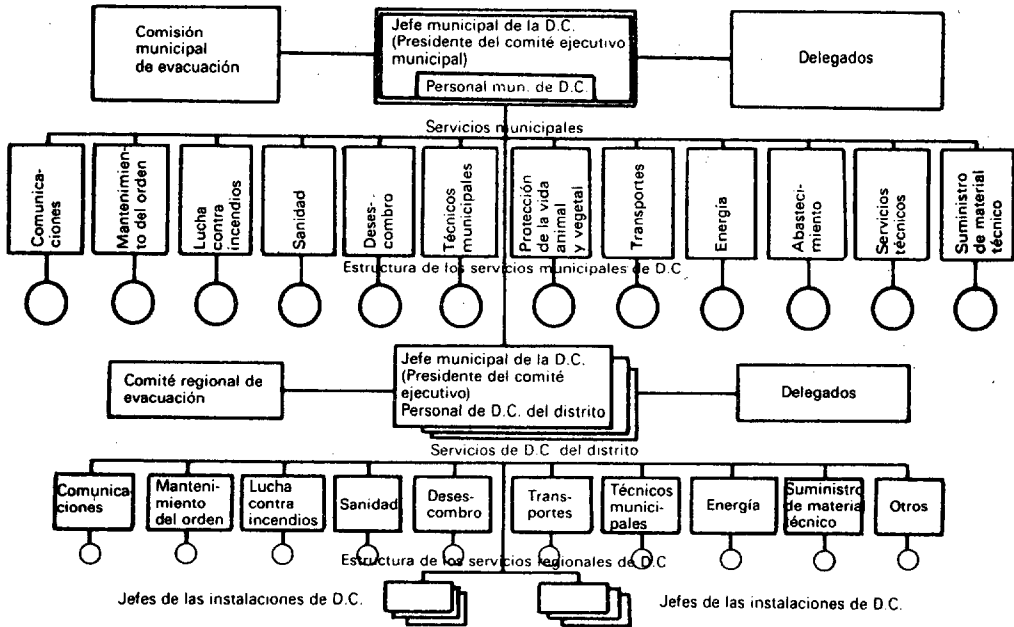 Comisión
municipal
de evacuación
Jefe municipal de la D.C.
(Presidente del comité ejecutivo
municipal)
Personal mun. de D.C.
Delegados
Servicios municipales
Comunica-
ciones
Mantenimien-
to del orden
Lucha
contra
incendios
Sanidad
Deses-
combro
Técnicos
municipales
Protección
de la vida
animal
y vegetal
Transportes
Energía
Abasteci-
miento
Servicios
técnicos
Suministro
de material
técnico
Estructura de los servicios municipales de D.C
Comité regional de
evacuación
Jefe municipal de la D.C.
(Presidente del comité
ejecutivo)
Personal de D.C. del distrito
Delegados
Servicios de D.C del distrito
Comunica-
ciones
Manteni-
miento
del orden
Lucha
contra
incendios
Sanidad
Deses-
combro
Trans-
portes
Técnicos
munici-
pales
Energía
Suministro
de material
técnico
Otros
Estructura de los servicios regionales de D.C
Jefes de las instalaciones de D.C.
Jefes de las instalaciones de D.C.